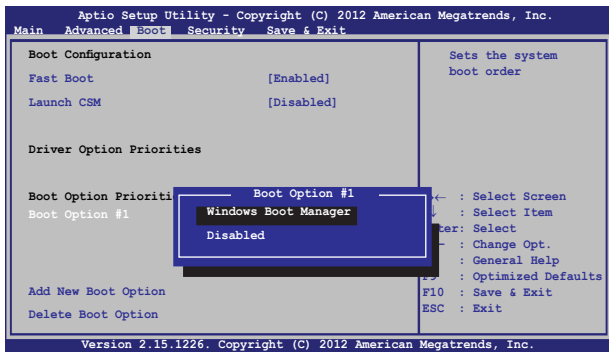 Aptio Setup Utility - Copyright (C) 2012 American Megatrends, Inc.
Main Advanced Boot Security Save & Exit
Boot Configuration
Fast Boot [Enabled]
Launch CSM [Disabled]
Driver Option Priorities
Boot Option Prioriti
Boot Option #1
Add New Boot Option
Delete Boot Option
Boot Option #1
Windows Boot Manager
Disabled
Sets the system
boot order
← : Select Screen
↓ : Select Item
ter: Select
– : Change Opt.
: General Help
F9 : Optimized Defaults
F10 : Save & Exit
ESC : Exit
Version 2.15.1226. Copyright (C) 2012 American Megatrends, Inc.